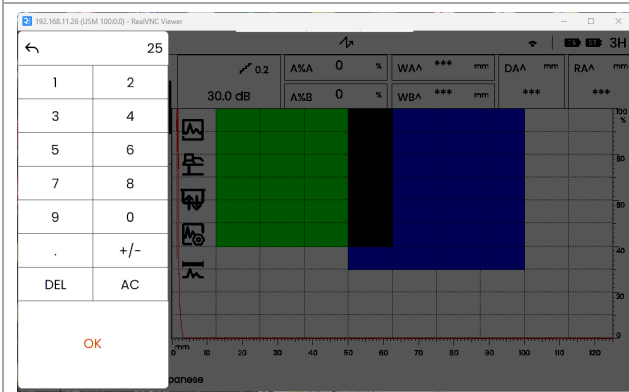 192.168.11.26 (USM 100:0.0) - RealVNC Viewer
25
3H
1 2
3 4
5 6
7 8
9 0
. +/-
DEL AC
OK
0.2
30.0 dB
A%A 0 %
A%B 0 %
WA^ *** mm
WB^ *** mm
DA^ mm
***
RA^ mm
***
100
%
80
60
40
20
0
mm
0 10 20 30 40 50 60 70 80 90 100 110 120
panese